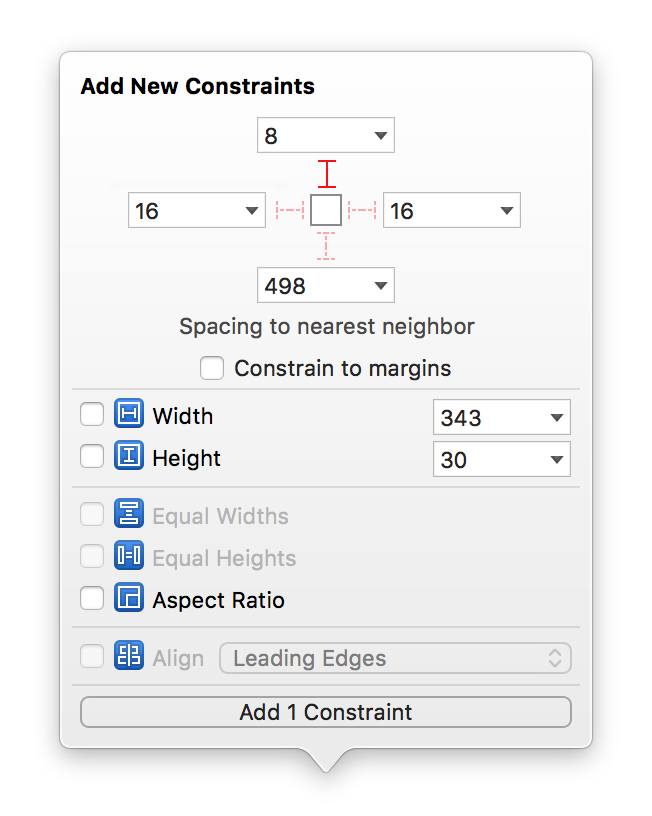 Add New Constraints
8
16 16
498
Spacing to nearest neighbor
Constrain to margins
Width 343
Height 30
Equal Widths
Equal Heights
Aspect Ratio
Align Leading Edges
Add 1 Constraint